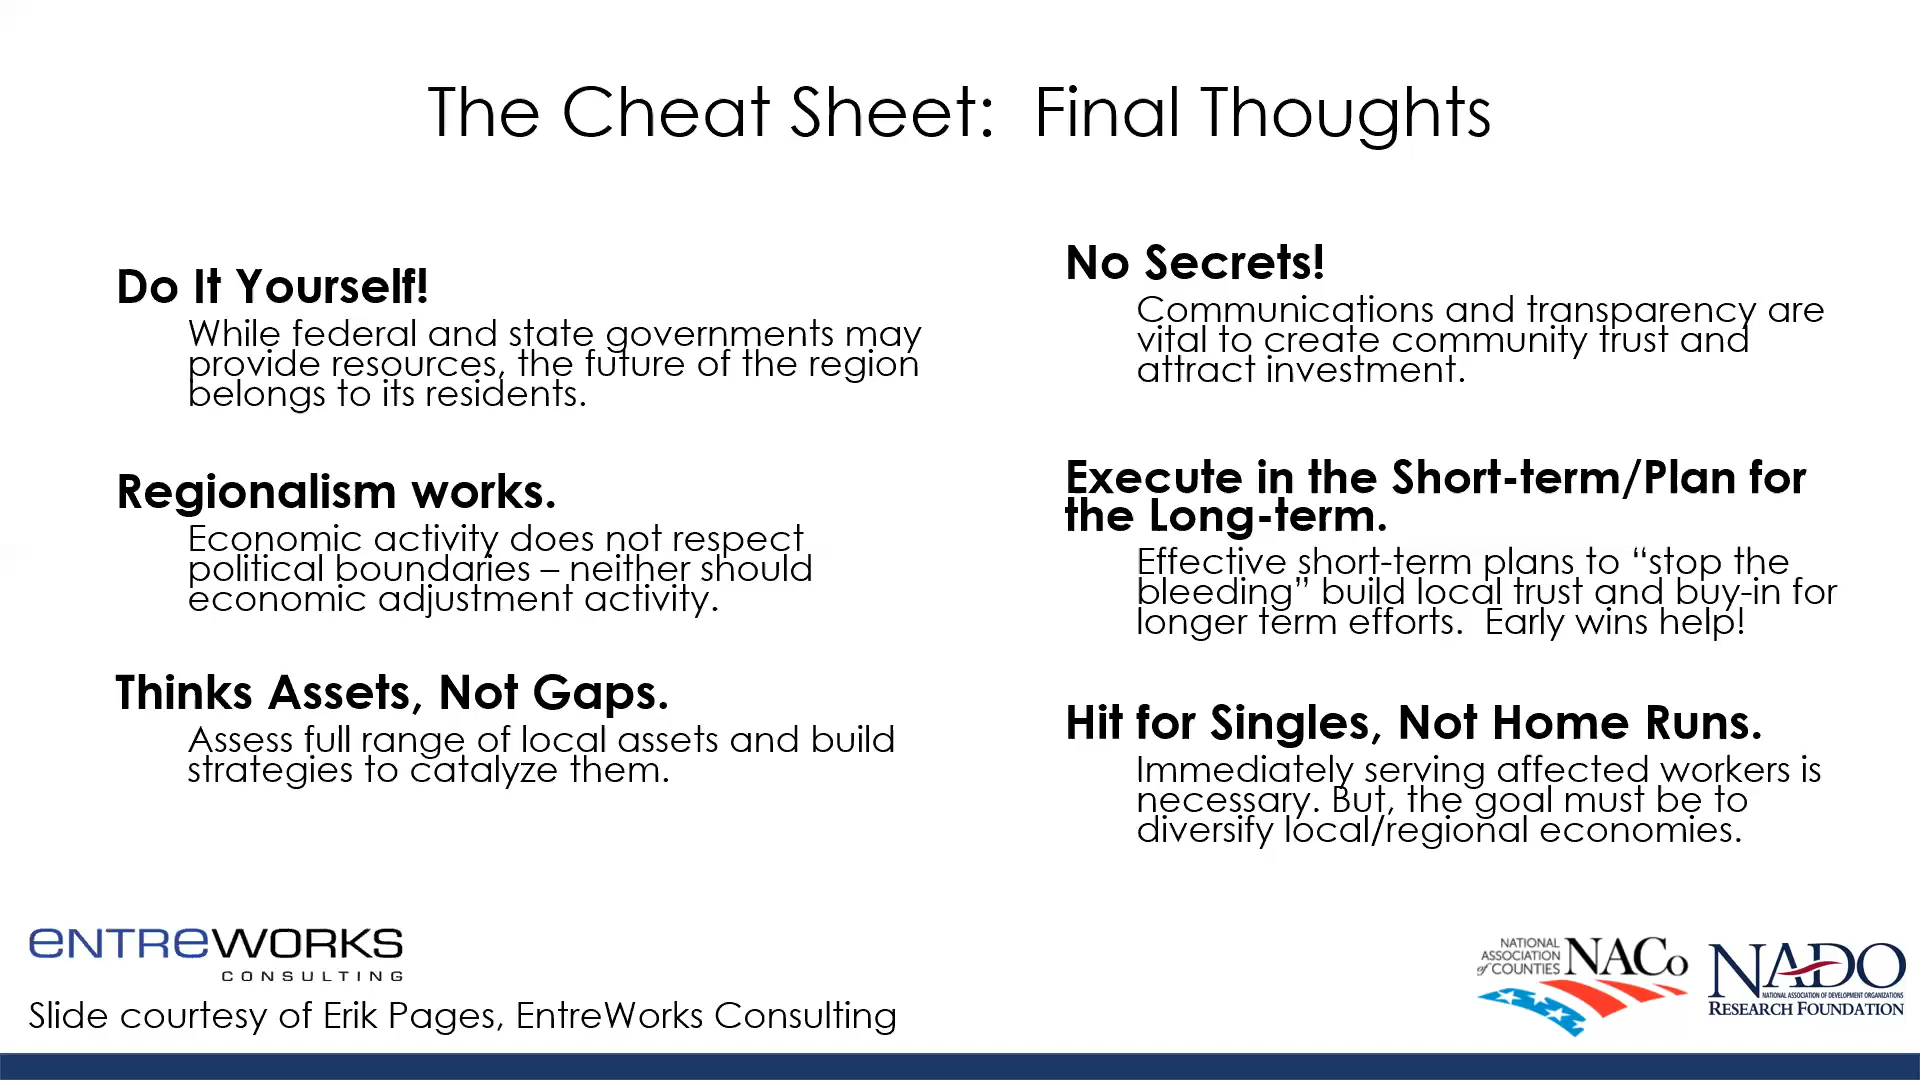 The Cheat Sheet:  Final Thoughts
Do It Yourself!
While federal and state governments may
provide resources, the future of the region
belongs to its residents.
Regionalism works.
Economic activity does not respect
political boundaries – neither should
economic adjustment activity.
Thinks Assets, Not Gaps.
Assess full range of local assets and build
strategies to catalyze them.
No Secrets!
Communications and transparency are
vital to create community trust and
attract investment.
Execute in the Short-term/Plan for
the Long-term.
Effective short-term plans to “stop the
bleeding” build local trust and buy-in for
longer term efforts.  Early wins help!
Hit for Singles, Not Home Runs.
Immediately serving affected workers is
necessary. But, the goal must be to
diversify local/regional economies.
eNTReWORKS
CONSULTING
Slide courtesy of Erik Pages, EntreWorks Consulting
NATIONAL
ASSOCIATION
of COUNTIES
NACo
NADO
NATIONAL ASSOCIATION OF DEVELOPMENT ORGANIZATIONS
RESEARCH FOUNDATION